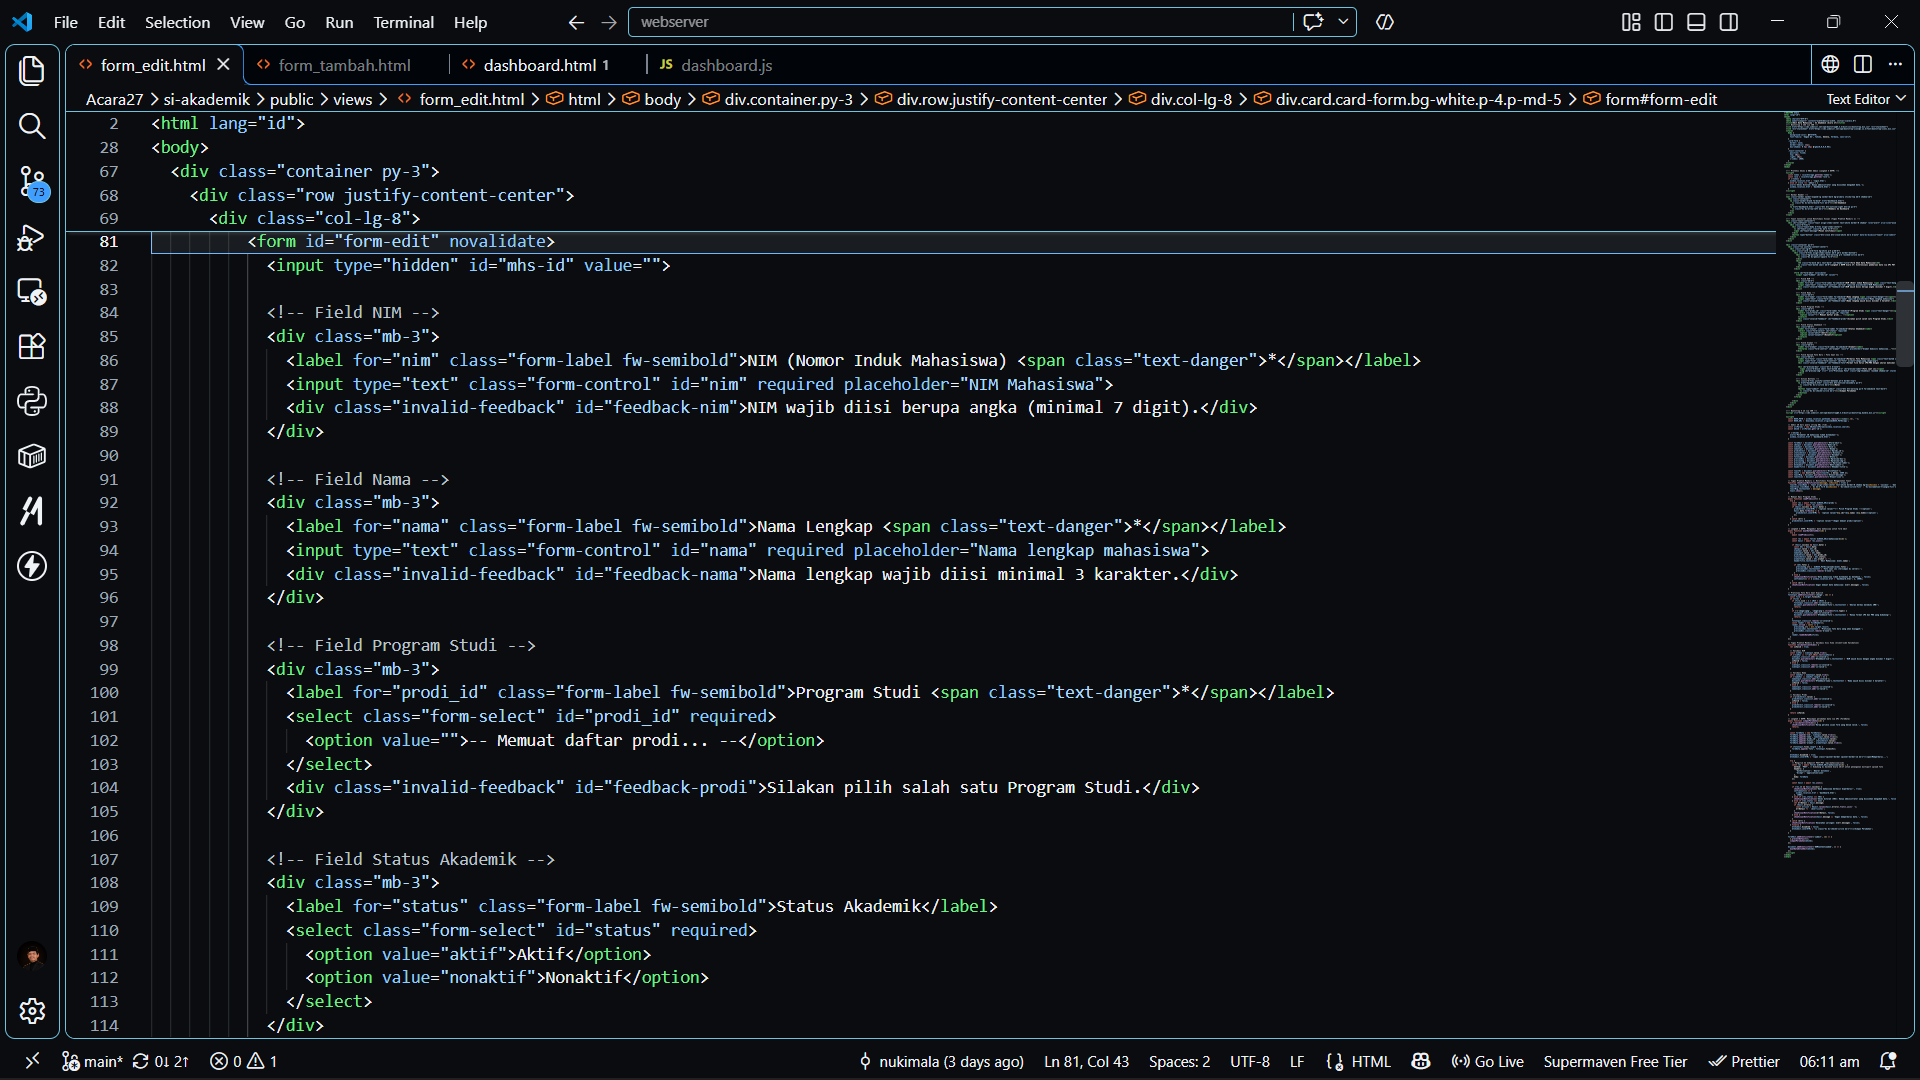 File Edit Selection View Go Run Terminal Help
webserver
form_edit.html
form_tambah.html
dashboard.html 1
JS dashboard.js
Acara27 > si-akademik > public > views > form_edit.html > html > body > div.container.py-3 > div.row.justify-content-center > div.col-lg-8 > div.card.card-form.bg-white.p-4.p-md-5 > form#form-edit
Text Editor
2 <html lang="id">
28 <body>
67 <div class="container py-3">
68 <div class="row justify-content-center">
69 <div class="col-lg-8">
81 <form id="form-edit" novalidate>
82 <input type="hidden" id="mhs-id" value="">
83
84 <!-- Field NIM -->
85 <div class="mb-3">
86 <label for="nim" class="form-label fw-semibold">NIM (Nomor Induk Mahasiswa) <span class="text-danger">*</span></label>
87 <input type="text" class="form-control" id="nim" required placeholder="NIM Mahasiswa">
88 <div class="invalid-feedback" id="feedback-nim">NIM wajib diisi berupa angka (minimal 7 digit).</div>
89 </div>
90
91 <!-- Field Nama -->
92 <div class="mb-3">
93 <label for="nama" class="form-label fw-semibold">Nama Lengkap <span class="text-danger">*</span></label>
94 <input type="text" class="form-control" id="nama" required placeholder="Nama lengkap mahasiswa">
95 <div class="invalid-feedback" id="feedback-nama">Nama lengkap wajib diisi minimal 3 karakter.</div>
96 </div>
97
98 <!-- Field Program Studi -->
99 <div class="mb-3">
100 <label for="prodi_id" class="form-label fw-semibold">Program Studi <span class="text-danger">*</span></label>
101 <select class="form-select" id="prodi_id" required>
102 <option value="">-- Memuat daftar prodi... --</option>
103 </select>
104 <div class="invalid-feedback" id="feedback-prodi">Silakan pilih salah satu Program Studi.</div>
105 </div>
106
107 <!-- Field Status Akademik -->
108 <div class="mb-3">
109 <label for="status" class="form-label fw-semibold">Status Akademik</label>
110 <select class="form-select" id="status" required>
111 <option value="aktif">Aktif</option>
112 <option value="nonaktif">Nonaktif</option>
113 </select>
114 </div>
73
main* 0↓ 2↑ 0 1
nukimala (3 days ago)
Ln 81, Col 43
Spaces: 2
UTF-8
LF
HTML
Go Live
Supermaven Free Tier
Prettier
06:11 am